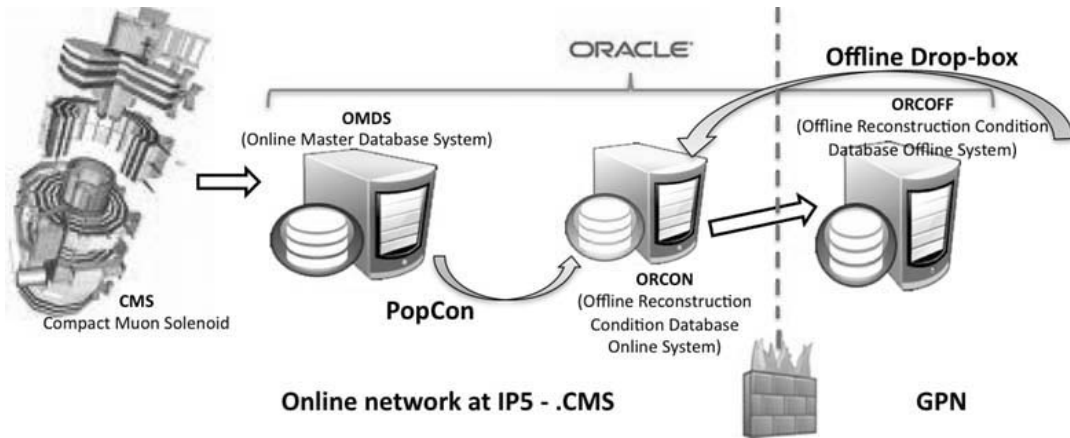 ORACLE
Offline Drop-box
OMDS
(Online Master Database System)
ORCOFF
(Offline Reconstruction Condition
Database Offline System)
CMS
Compact Muon Solenoid
PopCon
ORCON
(Offline Reconstruction
Condition Database
Online System)
Online network at IP5 - .CMS
GPN